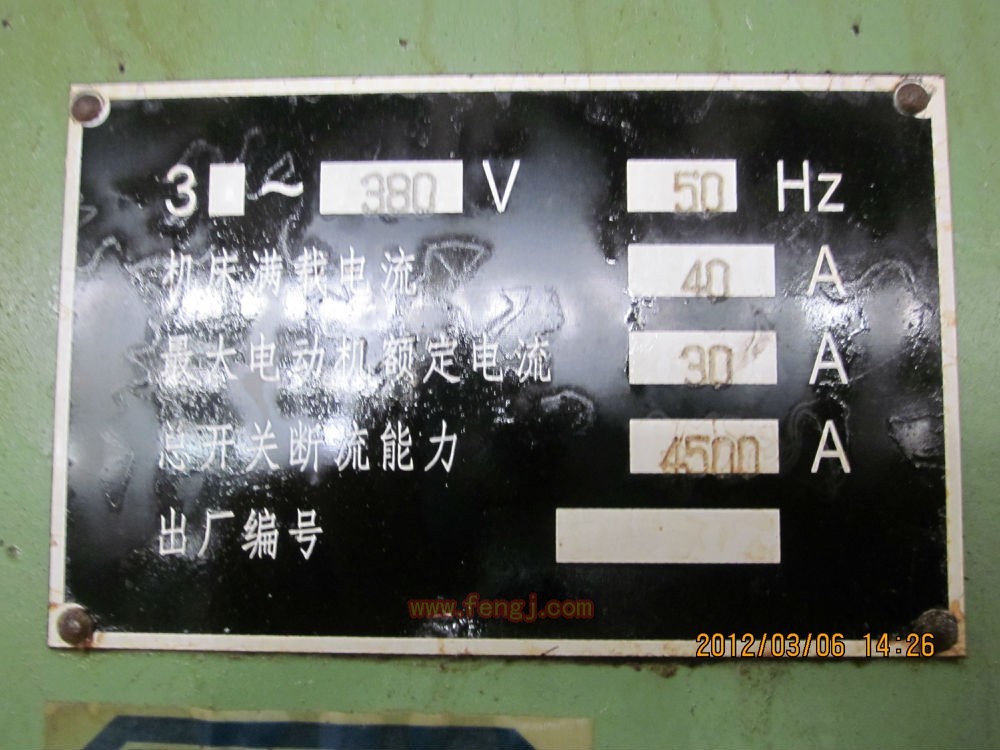 3 ~ 380 V 50 Hz
机床满载电流 40 A
最大电动机额定电流 30 A
总开关断流能力 4500 A
出厂编号
www.fengj.com
2012/03/06 14:26